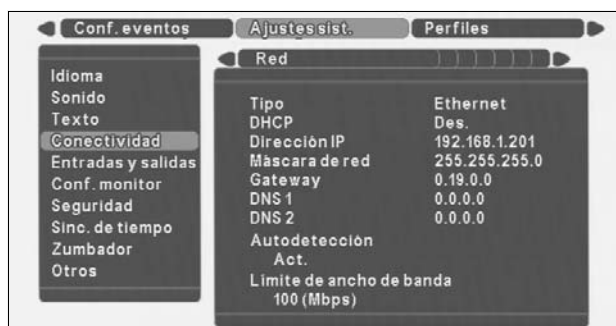 Conf. eventos
Ajustes sist.
Perfiles
Red
Idioma
Sonido
Texto
Conectividad
Entradas y salidas
Conf. monitor
Seguridad
Sinc. de tiempo
Zumbador
Otros
Tipo Ethernet
DHCP Des.
Dirección IP 192.168.1.201
Máscara de red 255.255.255.0
Gateway 0.19.0.0
DNS 1 0.0.0.0
DNS 2 0.0.0.0
Autodetección
Act.
Límite de ancho de banda
100 (Mbps)